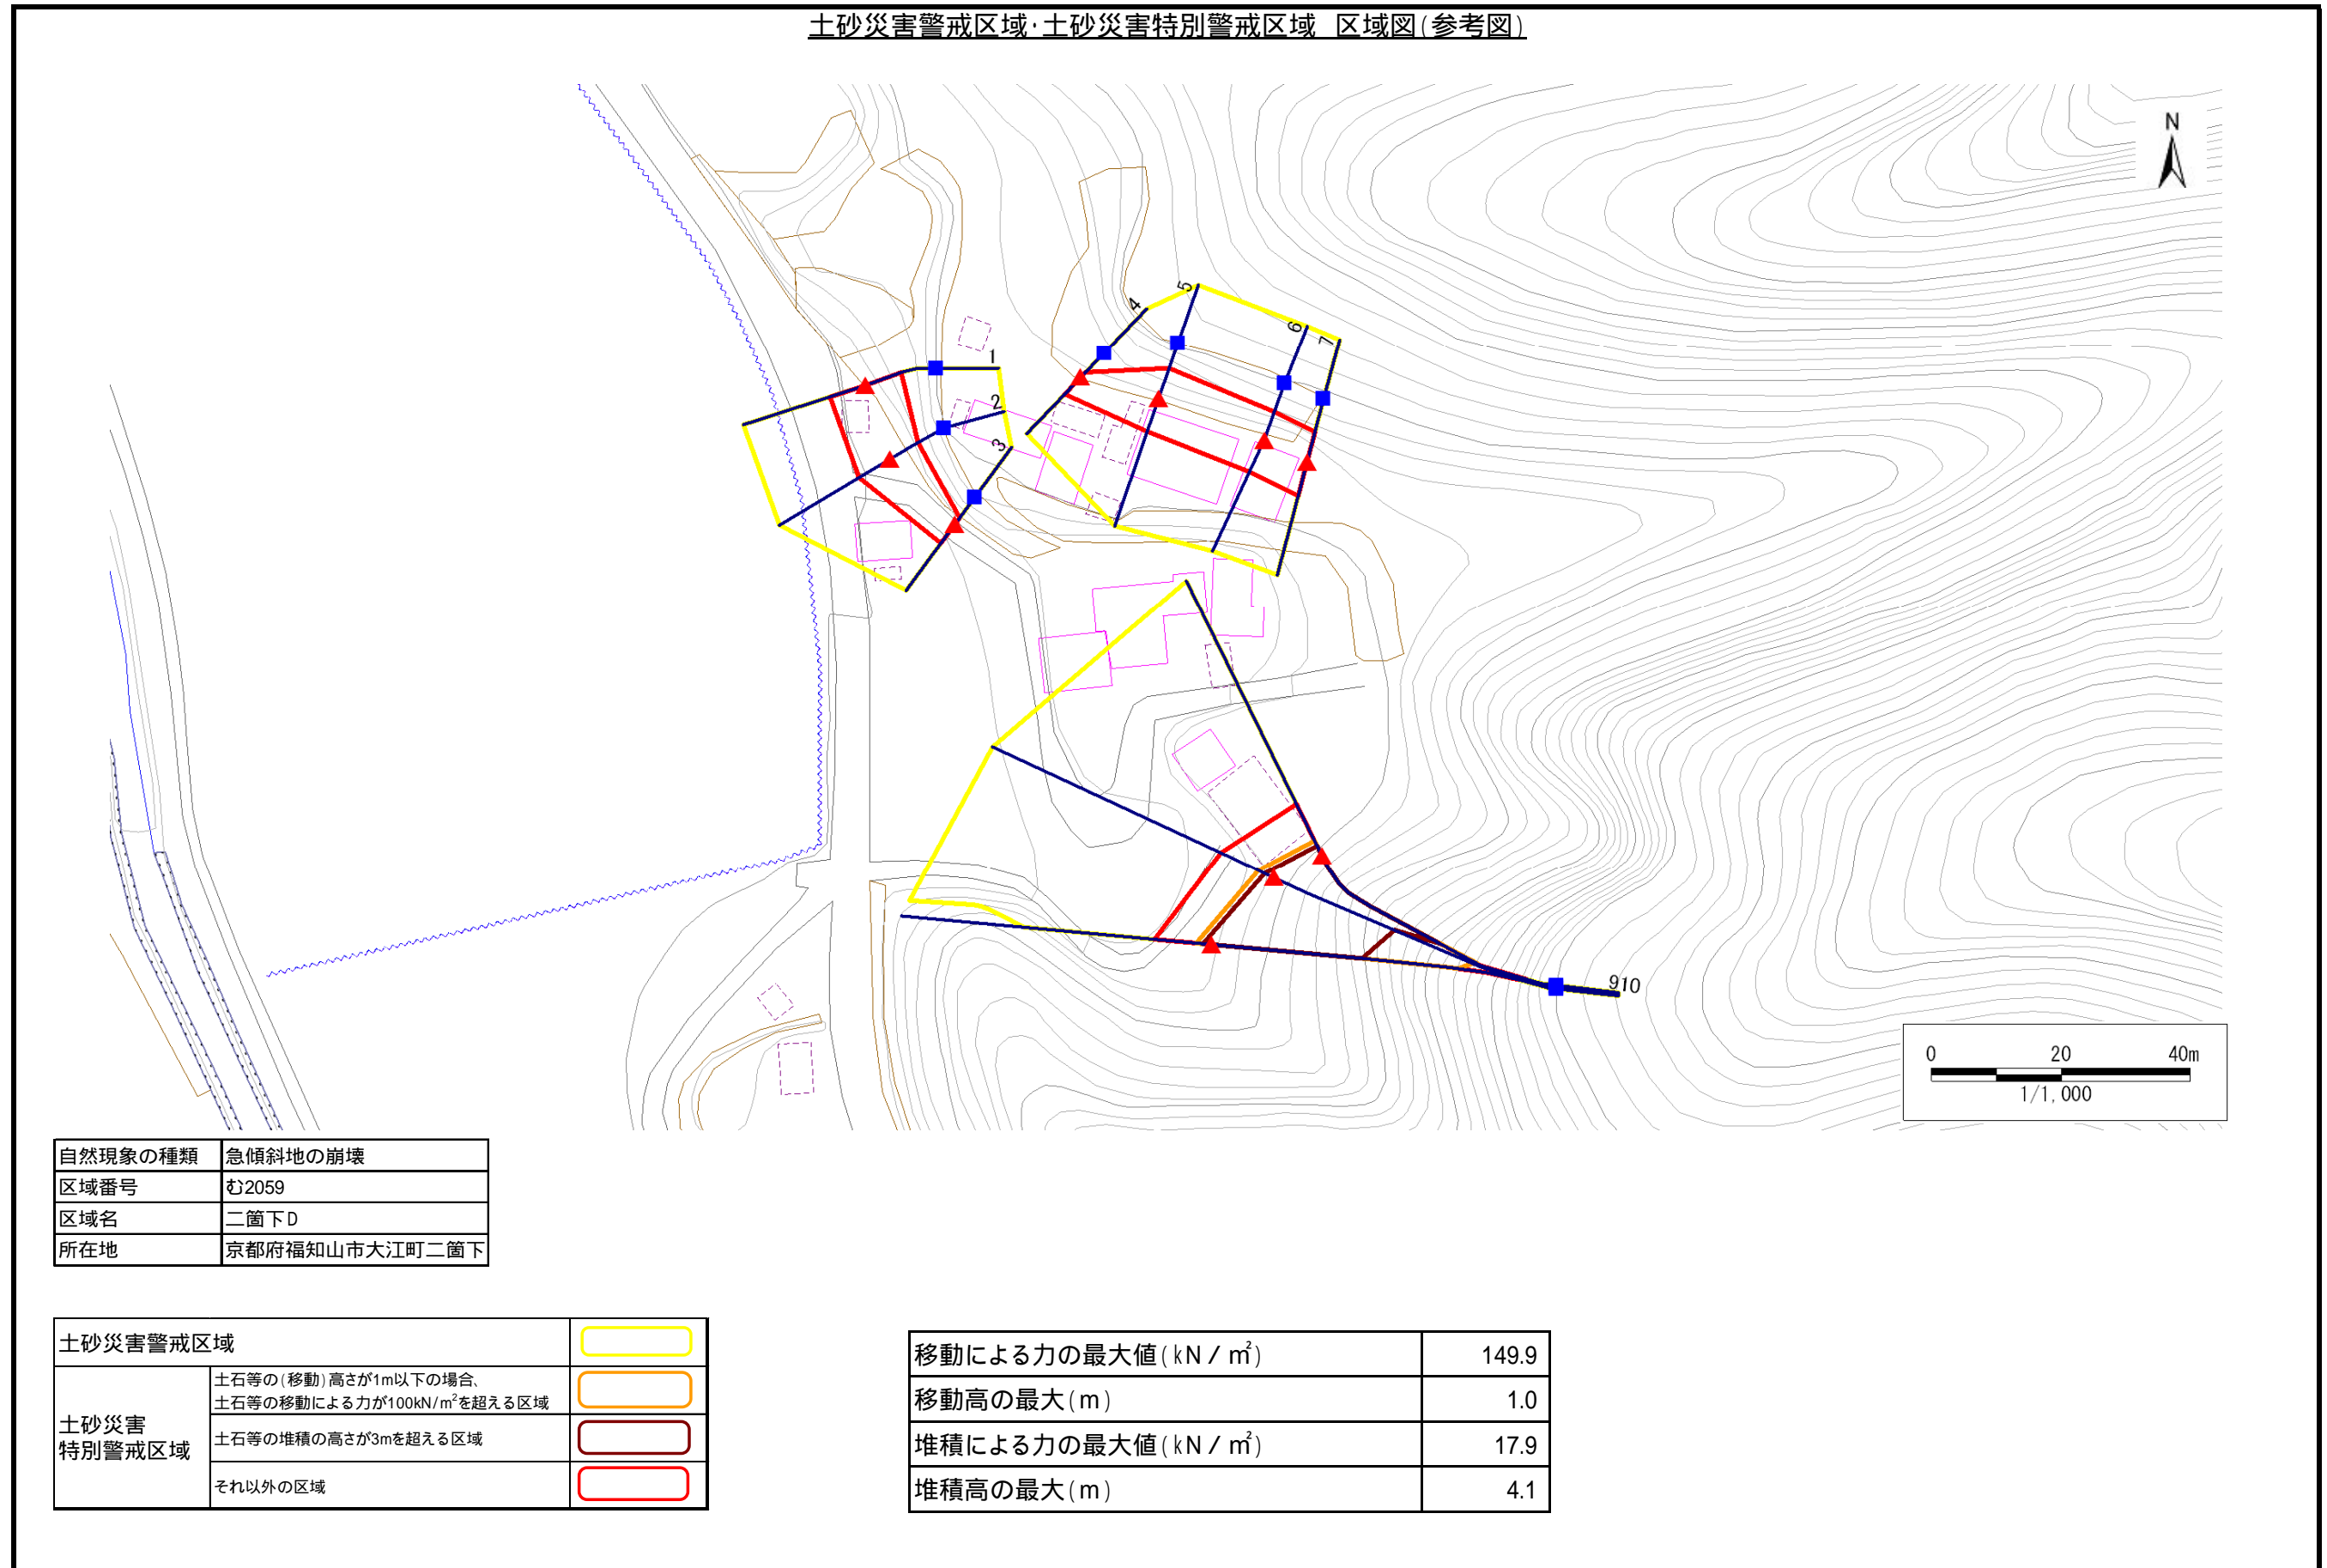 土砂災害警戒区域・土砂災害特別警戒区域 区域図(参考図)
N
5
4
6
7
1
2
3
910
0 20 40m
1/1,000
自然現象の種類 急傾斜地の崩壊
区域番号 む2059
区域名 二箇下D
所在地 京都府福知山市大江町二箇下
土砂災害警戒区域
土砂災害
特別警戒区域
土石等の(移動)高さが1m以下の場合、
土石等の移動による力が100kN/m²を超える区域
土石等の堆積の高さが3mを超える区域
それ以外の区域
移動による力の最大値(kN/㎡) 149.9
移動高の最大(m) 1.0
堆積による力の最大値(kN/㎡) 17.9
堆積高の最大(m) 4.1